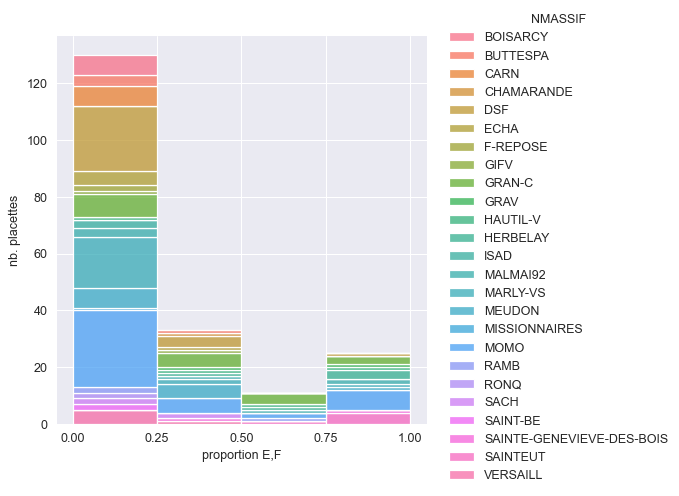 NMASSIF
BOISARCY
BUTTESPA
CARN
CHAMARANDE
DSF
ECHA
F-REPOSE
GIFV
GRAN-C
GRAV
HAUTIL-V
HERBELAY
ISAD
MALMAI92
MARLY-VS
MEUDON
MISSIONNAIRES
MOMO
RAMB
RONQ
SACH
SAINT-BE
SAINTE-GENEVIEVE-DES-BOIS
SAINTEUT
VERSAILL
nb. placettes
120
100
80
60
40
20
0
0.00 0.25 0.50 0.75 1.00
proportion E,F